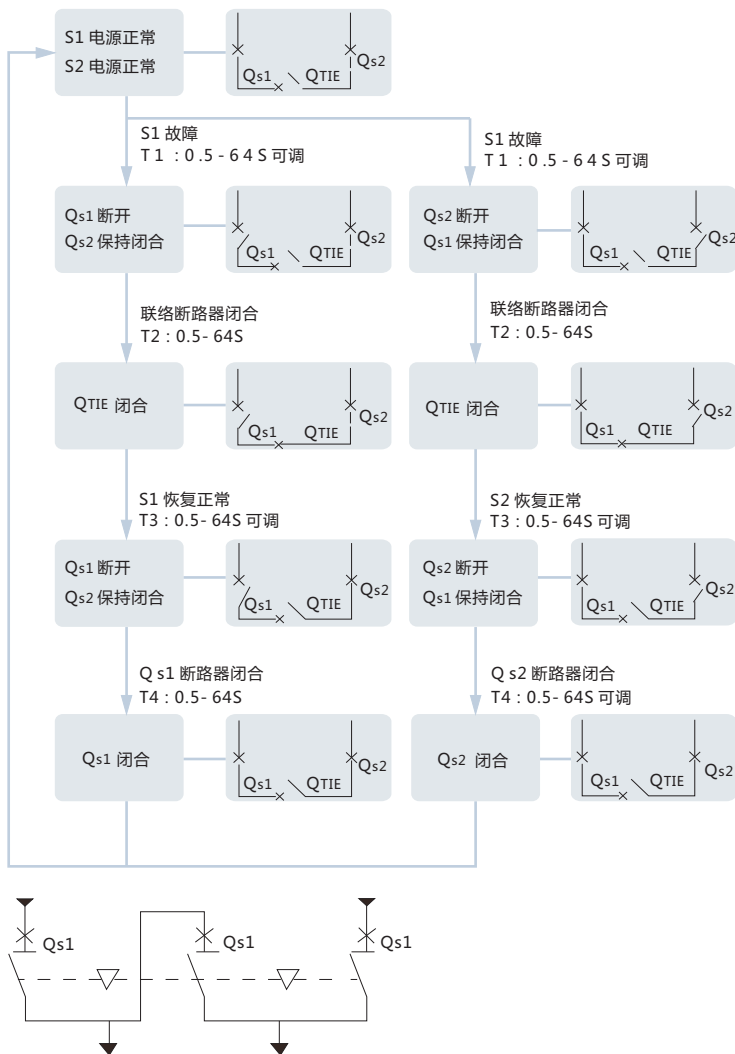 S1 电源正常
S2 电源正常
Qs1 QTIE Qs2
S1 故障
T 1 : 0 .5 - 6 4 S 可调
S1 故障
T 1 : 0 .5 - 6 4 S 可调
Qs1 断开
Qs2 保持闭合
Qs1 QTIE Qs2
Qs2 断开
Qs1 保持闭合
Qs1 QTIE Qs2
联络断路器闭合
T2 : 0.5- 64S
联络断路器闭合
T2 : 0.5- 64S
QTIE 闭合
Qs1 QTIE Qs2
QTIE 闭合
Qs1 QTIE Qs2
S1 恢复正常
T3 : 0.5- 64S 可调
S2 恢复正常
T3 : 0.5- 64S 可调
Qs1 断开
Qs2 保持闭合
Qs1 QTIE Qs2
Qs2 断开
Qs1 保持闭合
Qs1 QTIE Qs2
Q s1 断路器闭合
T4 : 0.5- 64S
Q s2 断路器闭合
T4 : 0.5- 64S 可调
Qs1 闭合
Qs1 QTIE Qs2
Qs2 闭合
Qs1 QTIE Qs2
Qs1 Qs1 Qs1